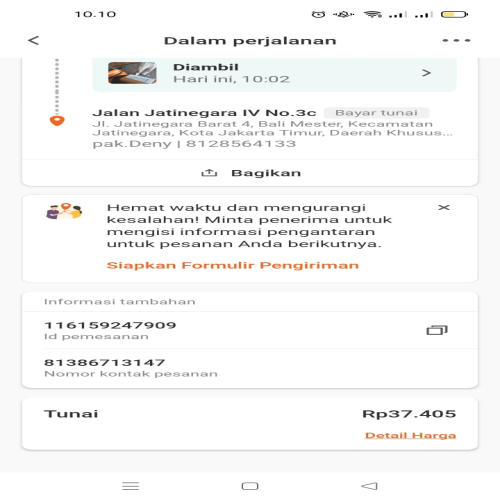 10.10
Dalam perjalanan
Diambil
Hari ini, 10:02
Jalan Jatinegara IV No.3c Bayar tunai
Jl. Jatinegara Barat 4, Bali Mester, Kecamatan
Jatinegara, Kota Jakarta Timur, Daerah Khusus...
pak.Deny | 8128564133
Bagikan
Hemat waktu dan mengurangi
kesalahan! Minta penerima untuk
mengisi informasi pengantaran
untuk pesanan Anda berikutnya.
Siapkan Formulir Pengiriman
Informasi tambahan
116159247909
Id pemesanan
81386713147
Nomor kontak pesanan
Tunai Rp37.405
Detail Harga